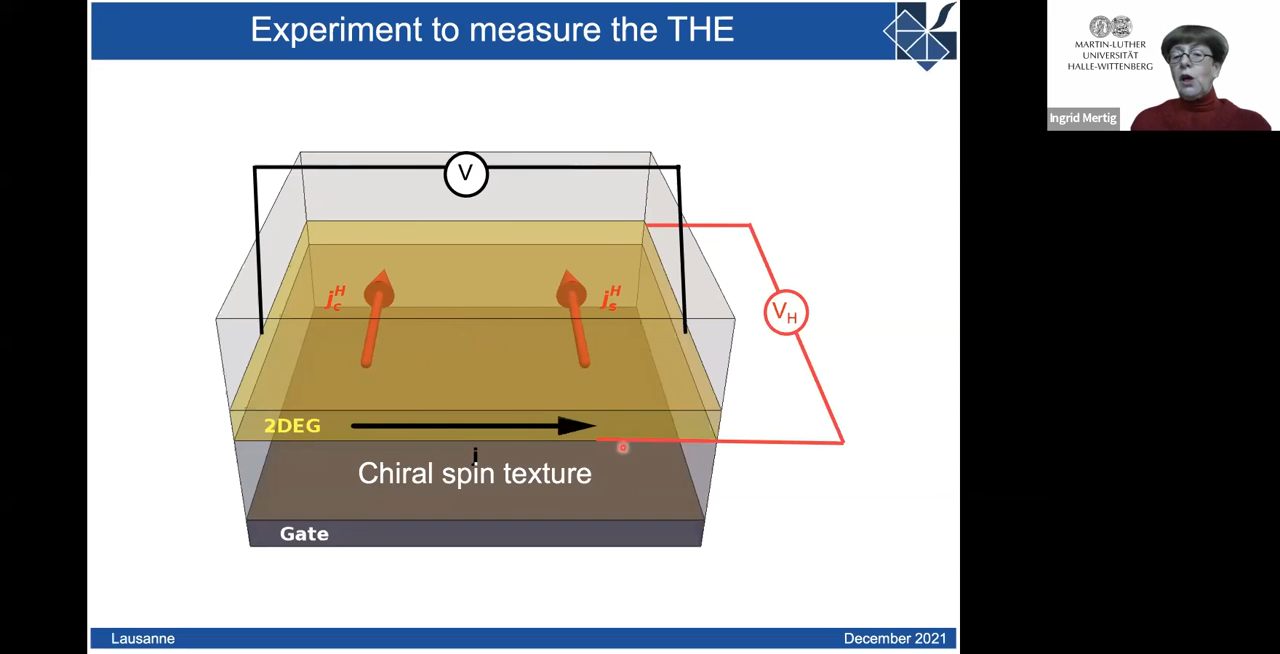 Experiment to measure the THE
MARTIN-LUTHER
UNIVERSITÄT
HALLE-WITTENBERG
Ingrid Mertig
V
j_c^H
j_s^H
V_H
2DEG
j
Chiral spin texture
Gate
Lausanne
December 2021